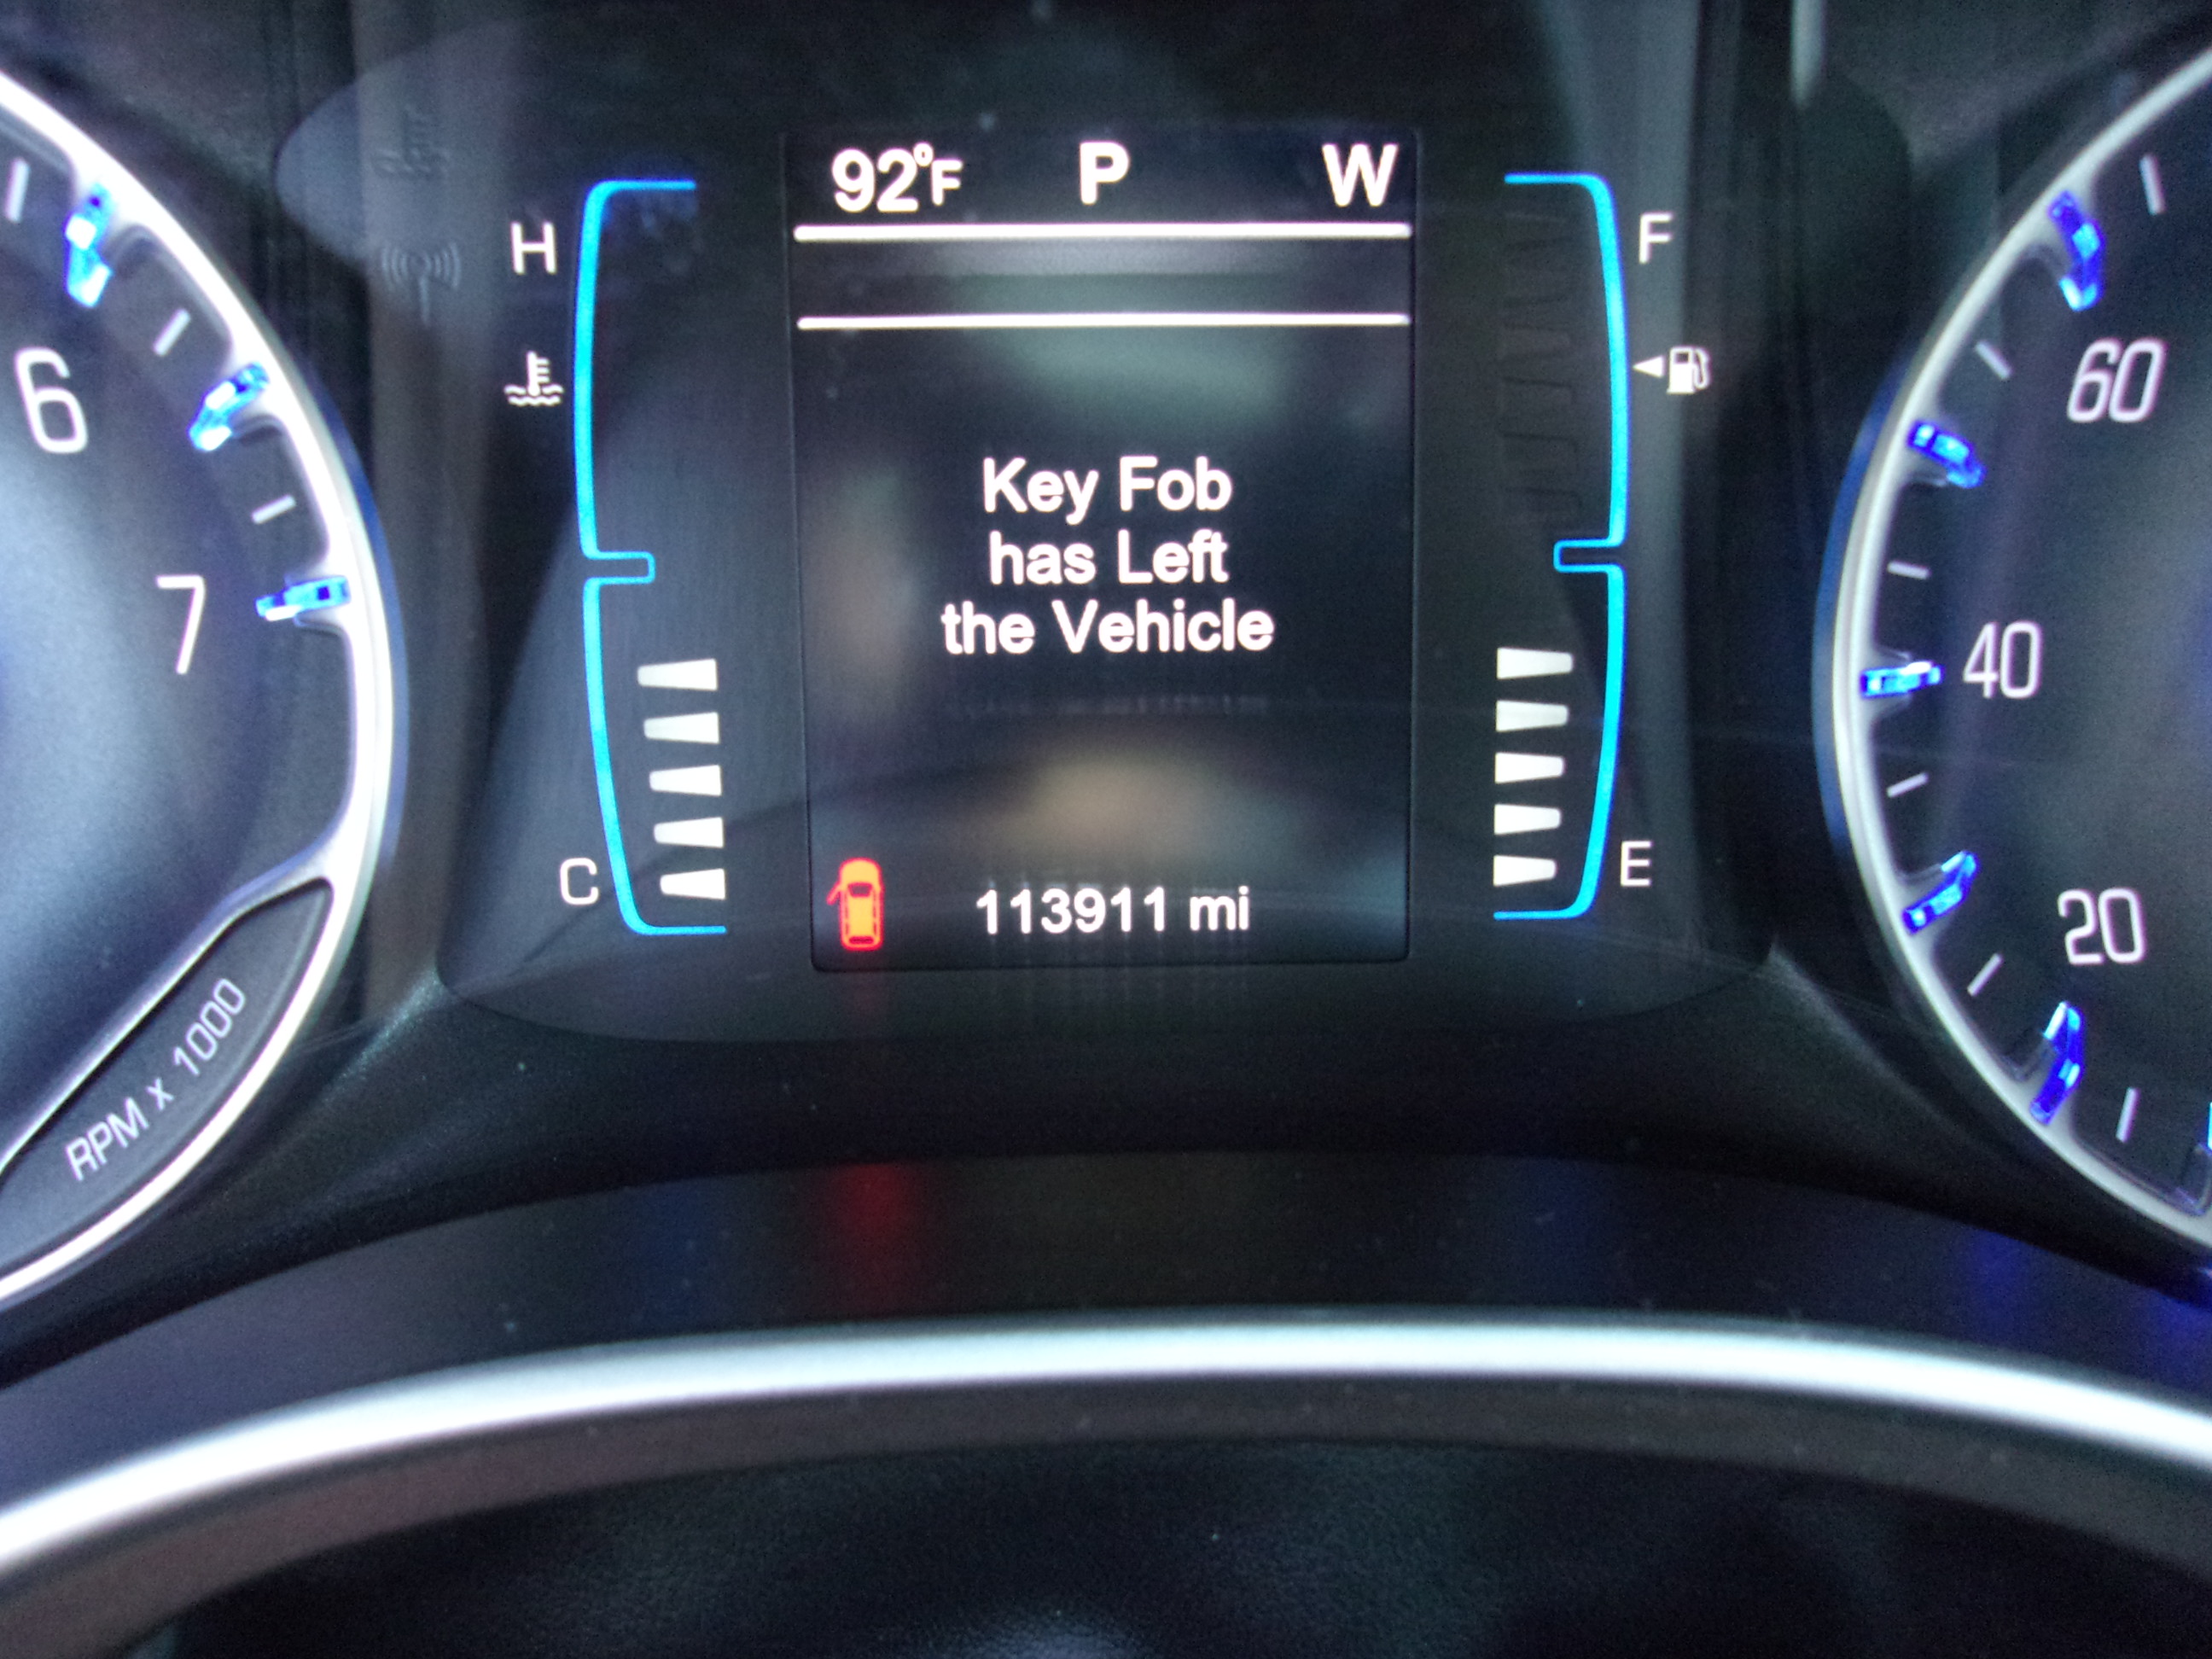 92°F P W
H
F
6
60
Key Fob
has Left
the Vehicle
7
40
C
E
113911 mi
20
RPM x 1000